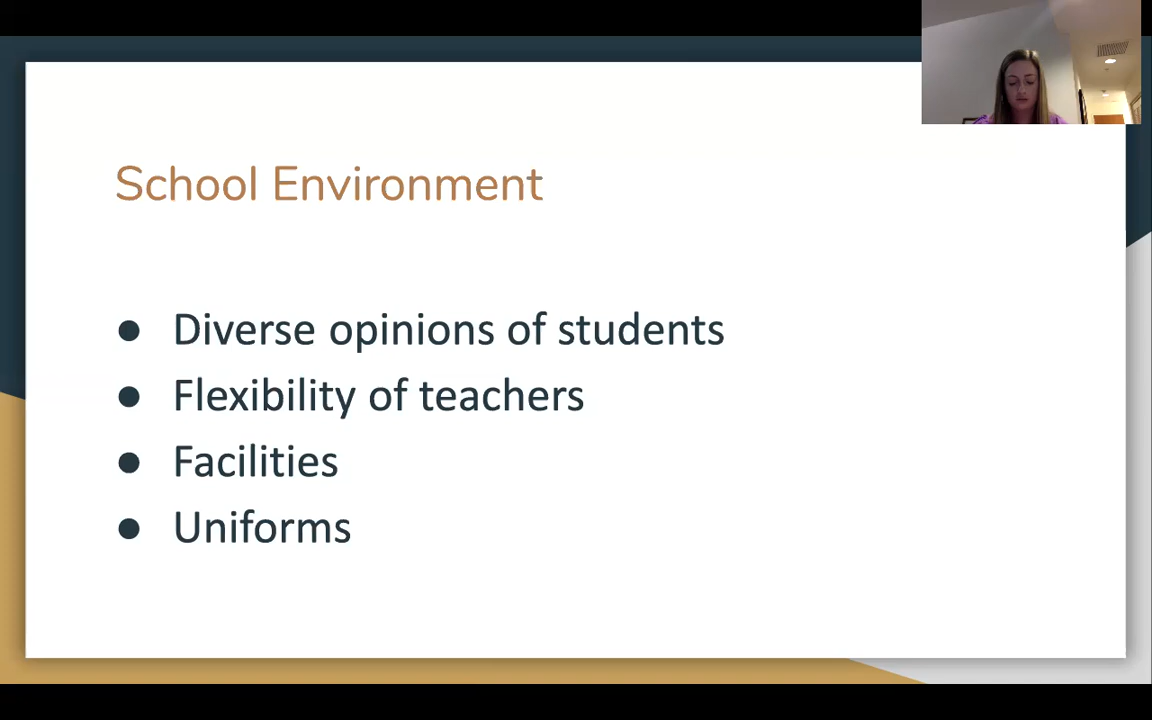 School Environment
● Diverse opinions of students
● Flexibility of teachers
● Facilities
● Uniforms